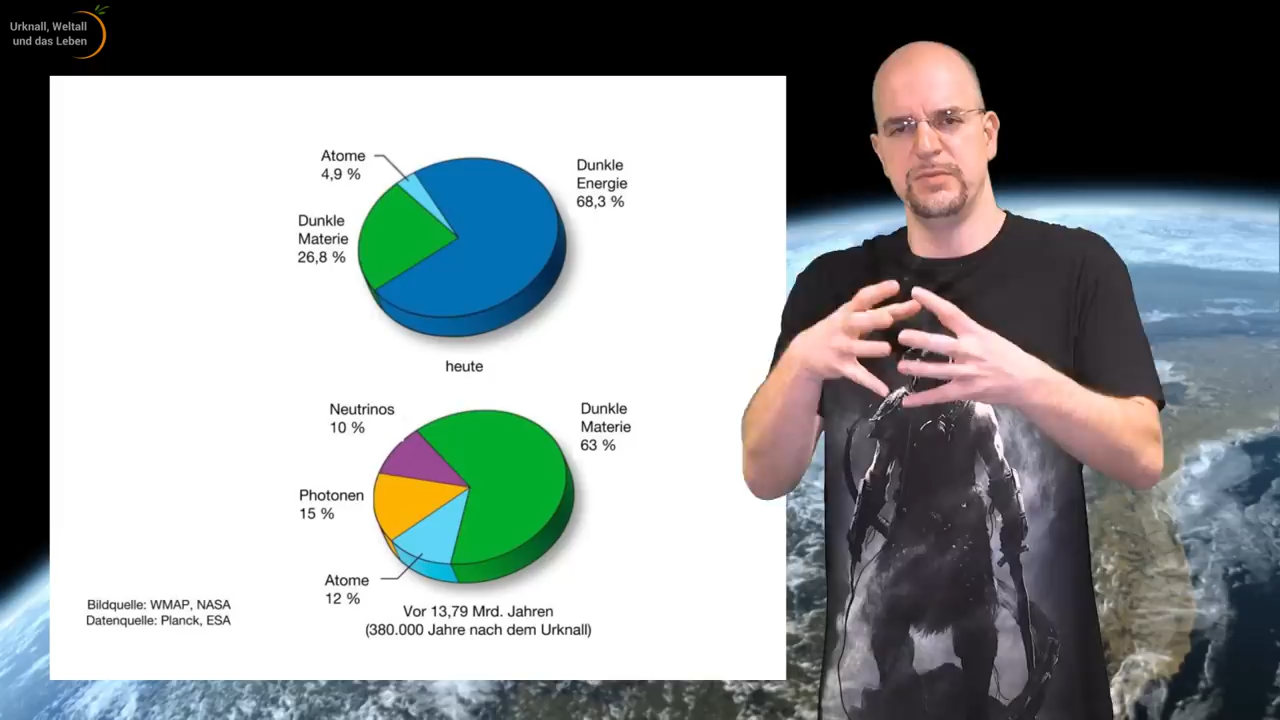 Urknall, Weltall
und das Leben
Atome
4,9 %
Dunkle
Energie
68,3 %
Dunkle
Materie
26,8 %
heute
Neutrinos
10 %
Dunkle
Materie
63 %
Photonen
15 %
Atome
12 %
Bildquelle: WMAP, NASA
Datenquelle: Planck, ESA
Vor 13,79 Mrd. Jahren
(380.000 Jahre nach dem Urknall)